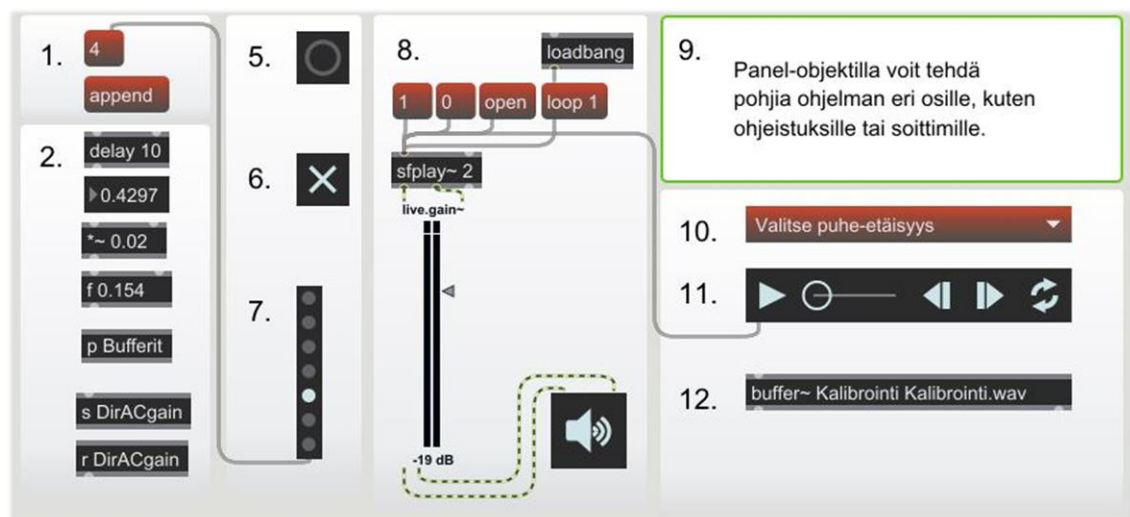 1.
4
append
2.
delay 10
0.4297
*~ 0.02
f 0.154
p Bufferit
s DirACgain
r DirACgain
5.
6.
7.
8.
loadbang
1 0 open loop 1
sfplay~ 2
live.gain~
-19 dB
9.
Panel-objektilla voit tehdä
pohjia ohjelman eri osille, kuten
ohjeistuksille tai soittimille.
10.
Valitse puhe-etäisyys
11.
12.
buffer~ Kalibrointi Kalibrointi.wav